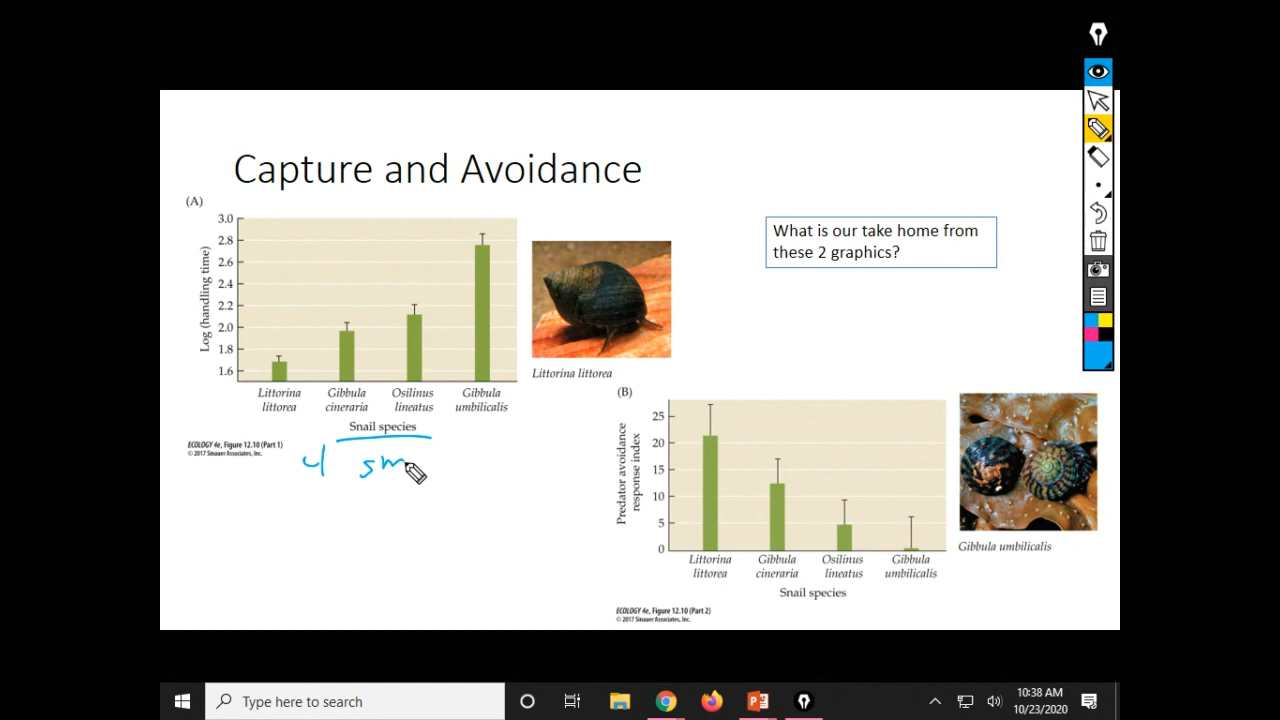 Capture and Avoidance
(A)
3.0
2.8
2.6
2.4
2.2
2.0
1.8
1.6
Log (handling time)
Littorina littorea
Gibbula cineraria
Osilinus lineatus
Gibbula umbilicalis
Snail species
ECOLOGY 4e, Figure 12.10 (Part 1)
© 2017 Sinauer Associates, Inc.
4 sm
Littorina littorea
What is our take home from
these 2 graphics?
(B)
25
20
15
10
5
0
Predator avoidance
response index
Littorina littorea
Gibbula cineraria
Osilinus lineatus
Gibbula umbilicalis
Snail species
ECOLOGY 4e, Figure 12.10 (Part 2)
© 2017 Sinauer Associates, Inc.
Gibbula umbilicalis
Type here to search
10:38 AM
10/23/2020